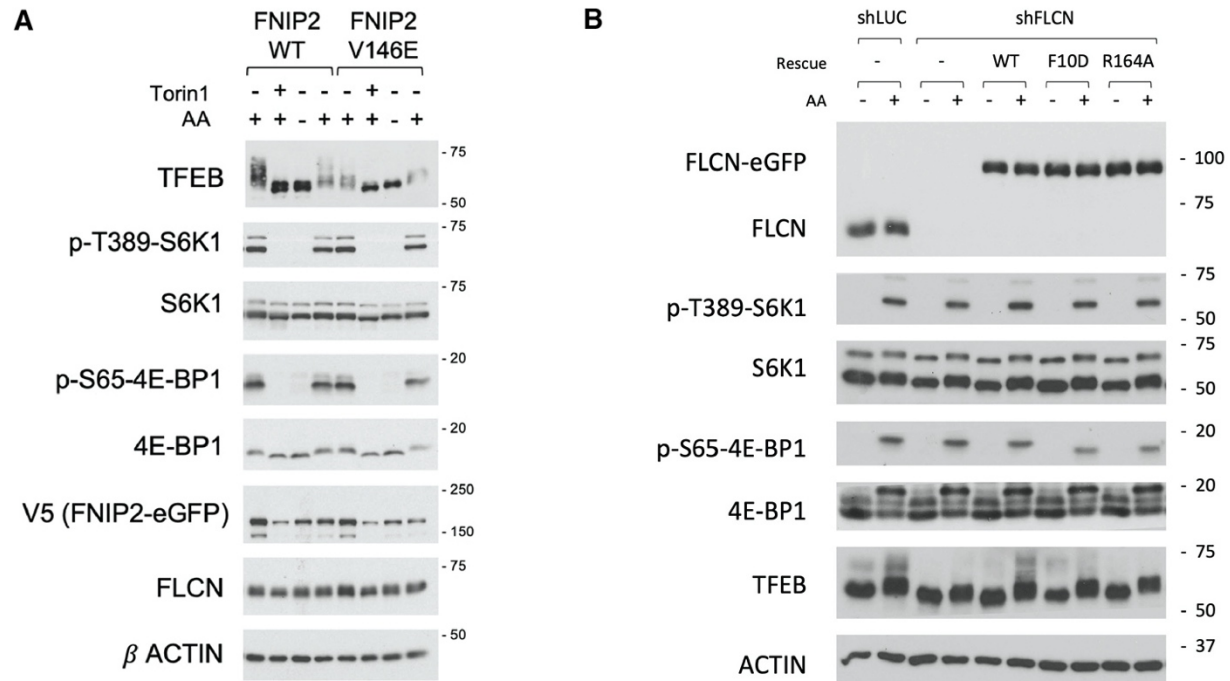 A
FNIP2 FNIP2
WT V146E
Torin1 - + - - - + - -
AA + + - + + + - +
TFEB - 75
- 50
p-T389-S6K1 - 75
S6K1 - 75
p-S65-4E-BP1 - 20
4E-BP1 - 20
V5 (FNIP2-eGFP) - 250
- 150
FLCN - 75
β ACTIN - 50
B
shLUC shFLCN
Rescue - - WT F10D R164A
AA - + - + - + - + - +
FLCN-eGFP - 100
- 75
FLCN
p-T389-S6K1 - 75
- 50
S6K1 - 75
- 50
p-S65-4E-BP1 - 20
4E-BP1 - 20
TFEB - 75
- 50
ACTIN - 37